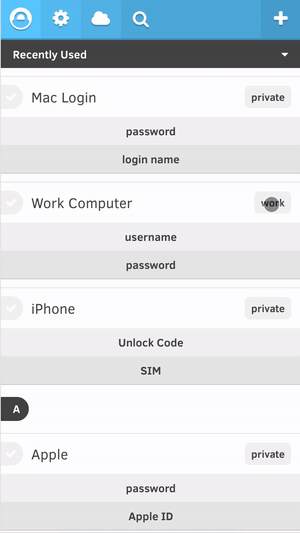 Recently Used
Mac Login private
password
login name
Work Computer work
username
password
iPhone private
Unlock Code
SIM
A
Apple private
password
Apple ID